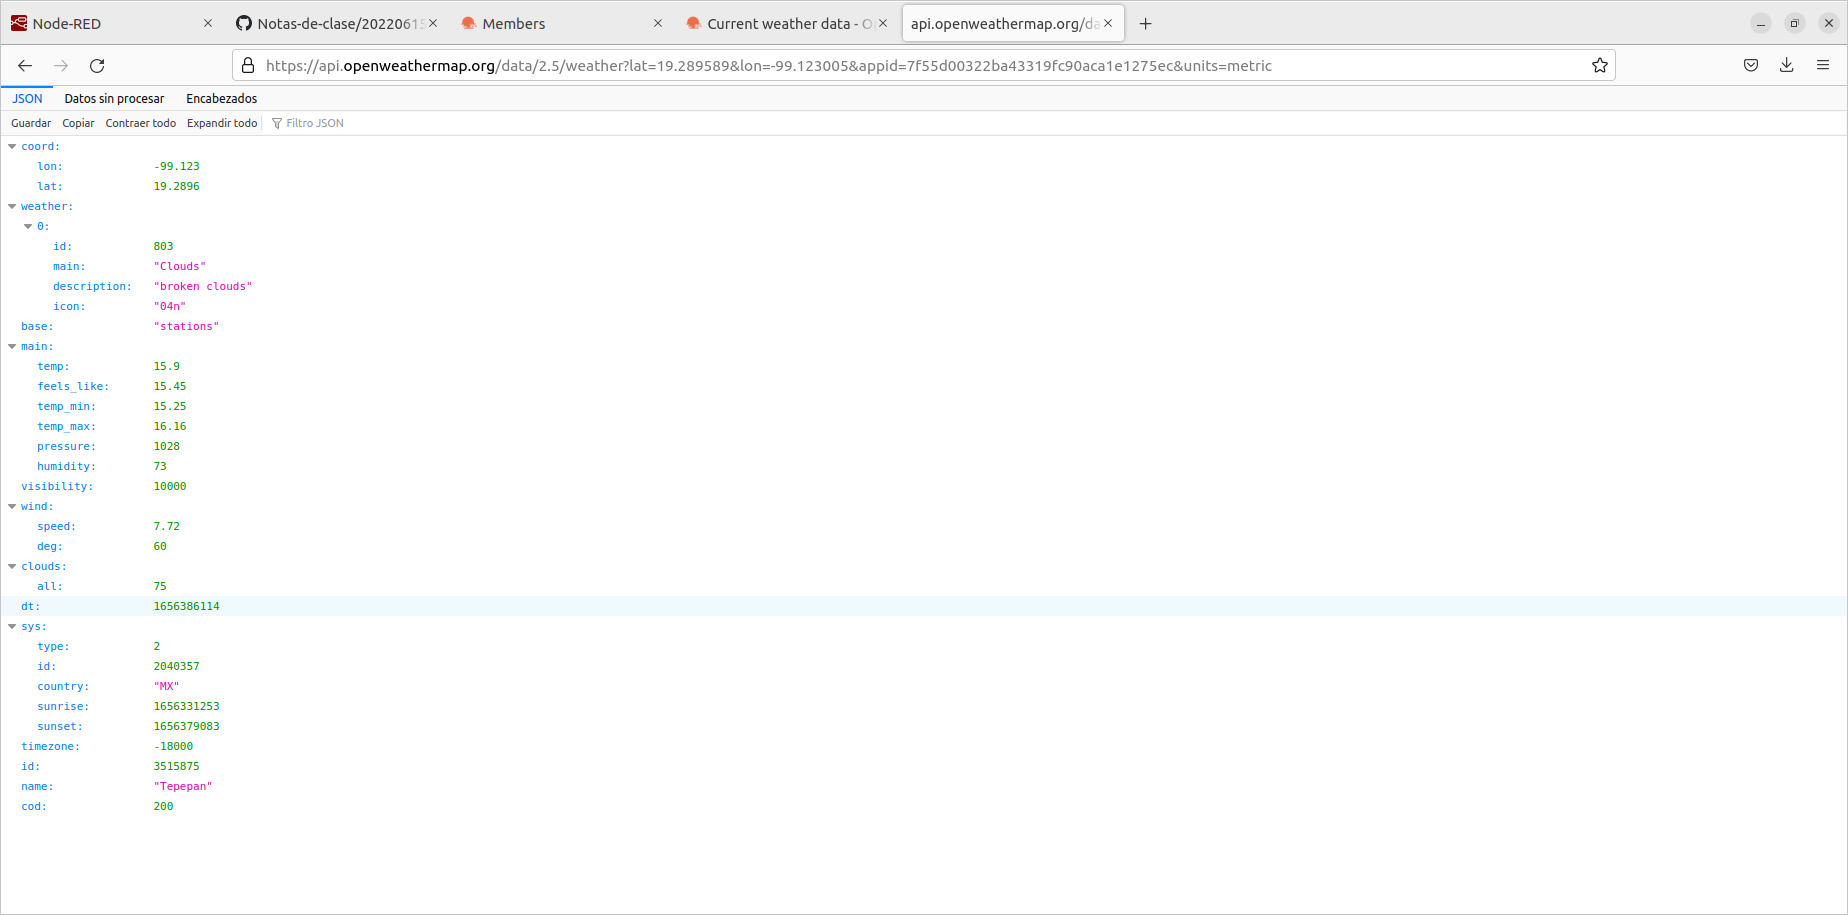 Node-RED
Notas-de-clase/20220615
Members
Current weather data - O
api.openweathermap.org/da
https://api.openweathermap.org/data/2.5/weather?lat=19.289589&lon=-99.123005&appid=7f55d00322ba43319fc90aca1e1275ec&units=metric
JSON Datos sin procesar Encabezados
Guardar Copiar Contraer todo Expandir todo Filtro JSON
coord:
lon: -99.123
lat: 19.2896
weather:
0:
id: 803
main: "Clouds"
description: "broken clouds"
icon: "04n"
base: "stations"
main:
temp: 15.9
feels_like: 15.45
temp_min: 15.25
temp_max: 16.16
pressure: 1028
humidity: 73
visibility: 10000
wind:
speed: 7.72
deg: 60
clouds:
all: 75
dt: 1656386114
sys:
type: 2
id: 2040357
country: "MX"
sunrise: 1656331253
sunset: 1656379083
timezone: -18000
id: 3515875
name: "Tepepan"
cod: 200